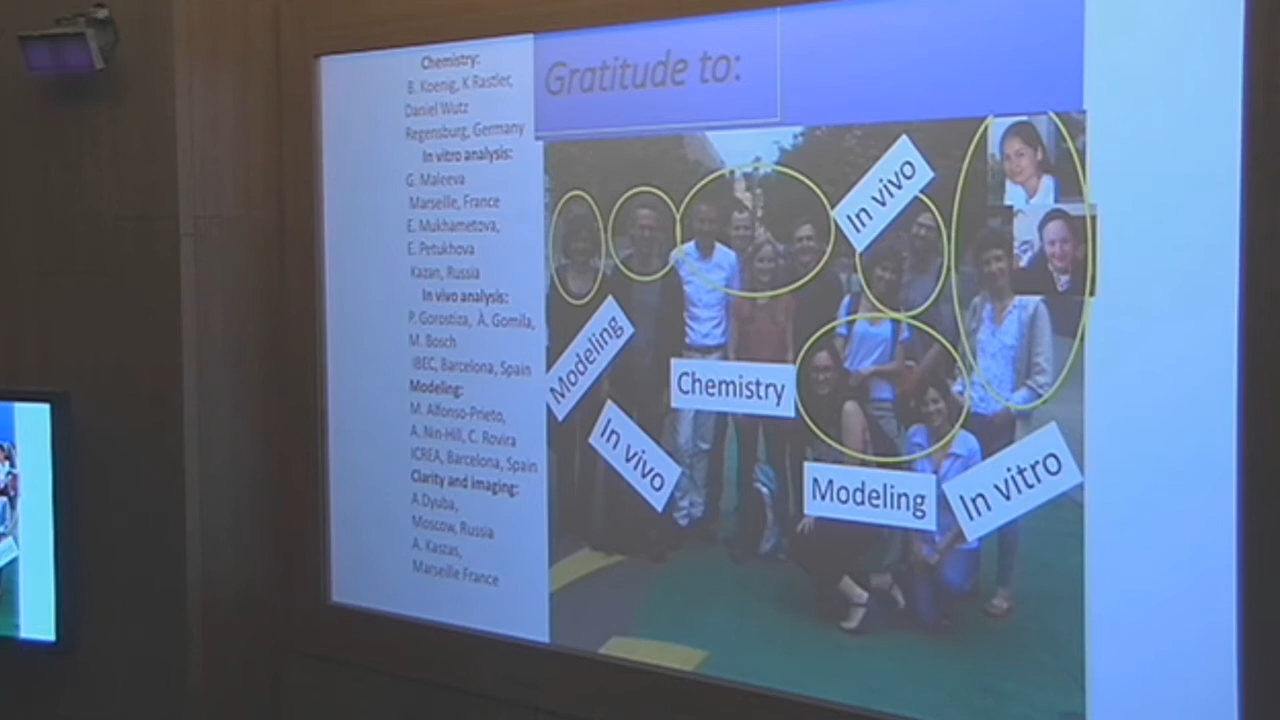 Gratitude to:
Chemistry:
B. Koenig, K Rastler,
Daniel Wutz
Regensburg, Germany
In vitro analysis:
G. Maleeva
Marseille, France
E. Mukhametova,
E. Petukhova
Kazan, Russia
In vivo analysis:
P. Gorostiza, À. Gomila,
M. Bosch
IBEC, Barcelona, Spain
Modeling:
M. Alfonso-Prieto,
A. Nin-Hill, C. Rovira
ICREA, Barcelona, Spain
Clarity and imaging:
A.Dyuba,
Moscow, Russia
A. Kaszas,
Marseille France
In vivo
Modeling
Chemistry
In vivo
Modeling
In vitro